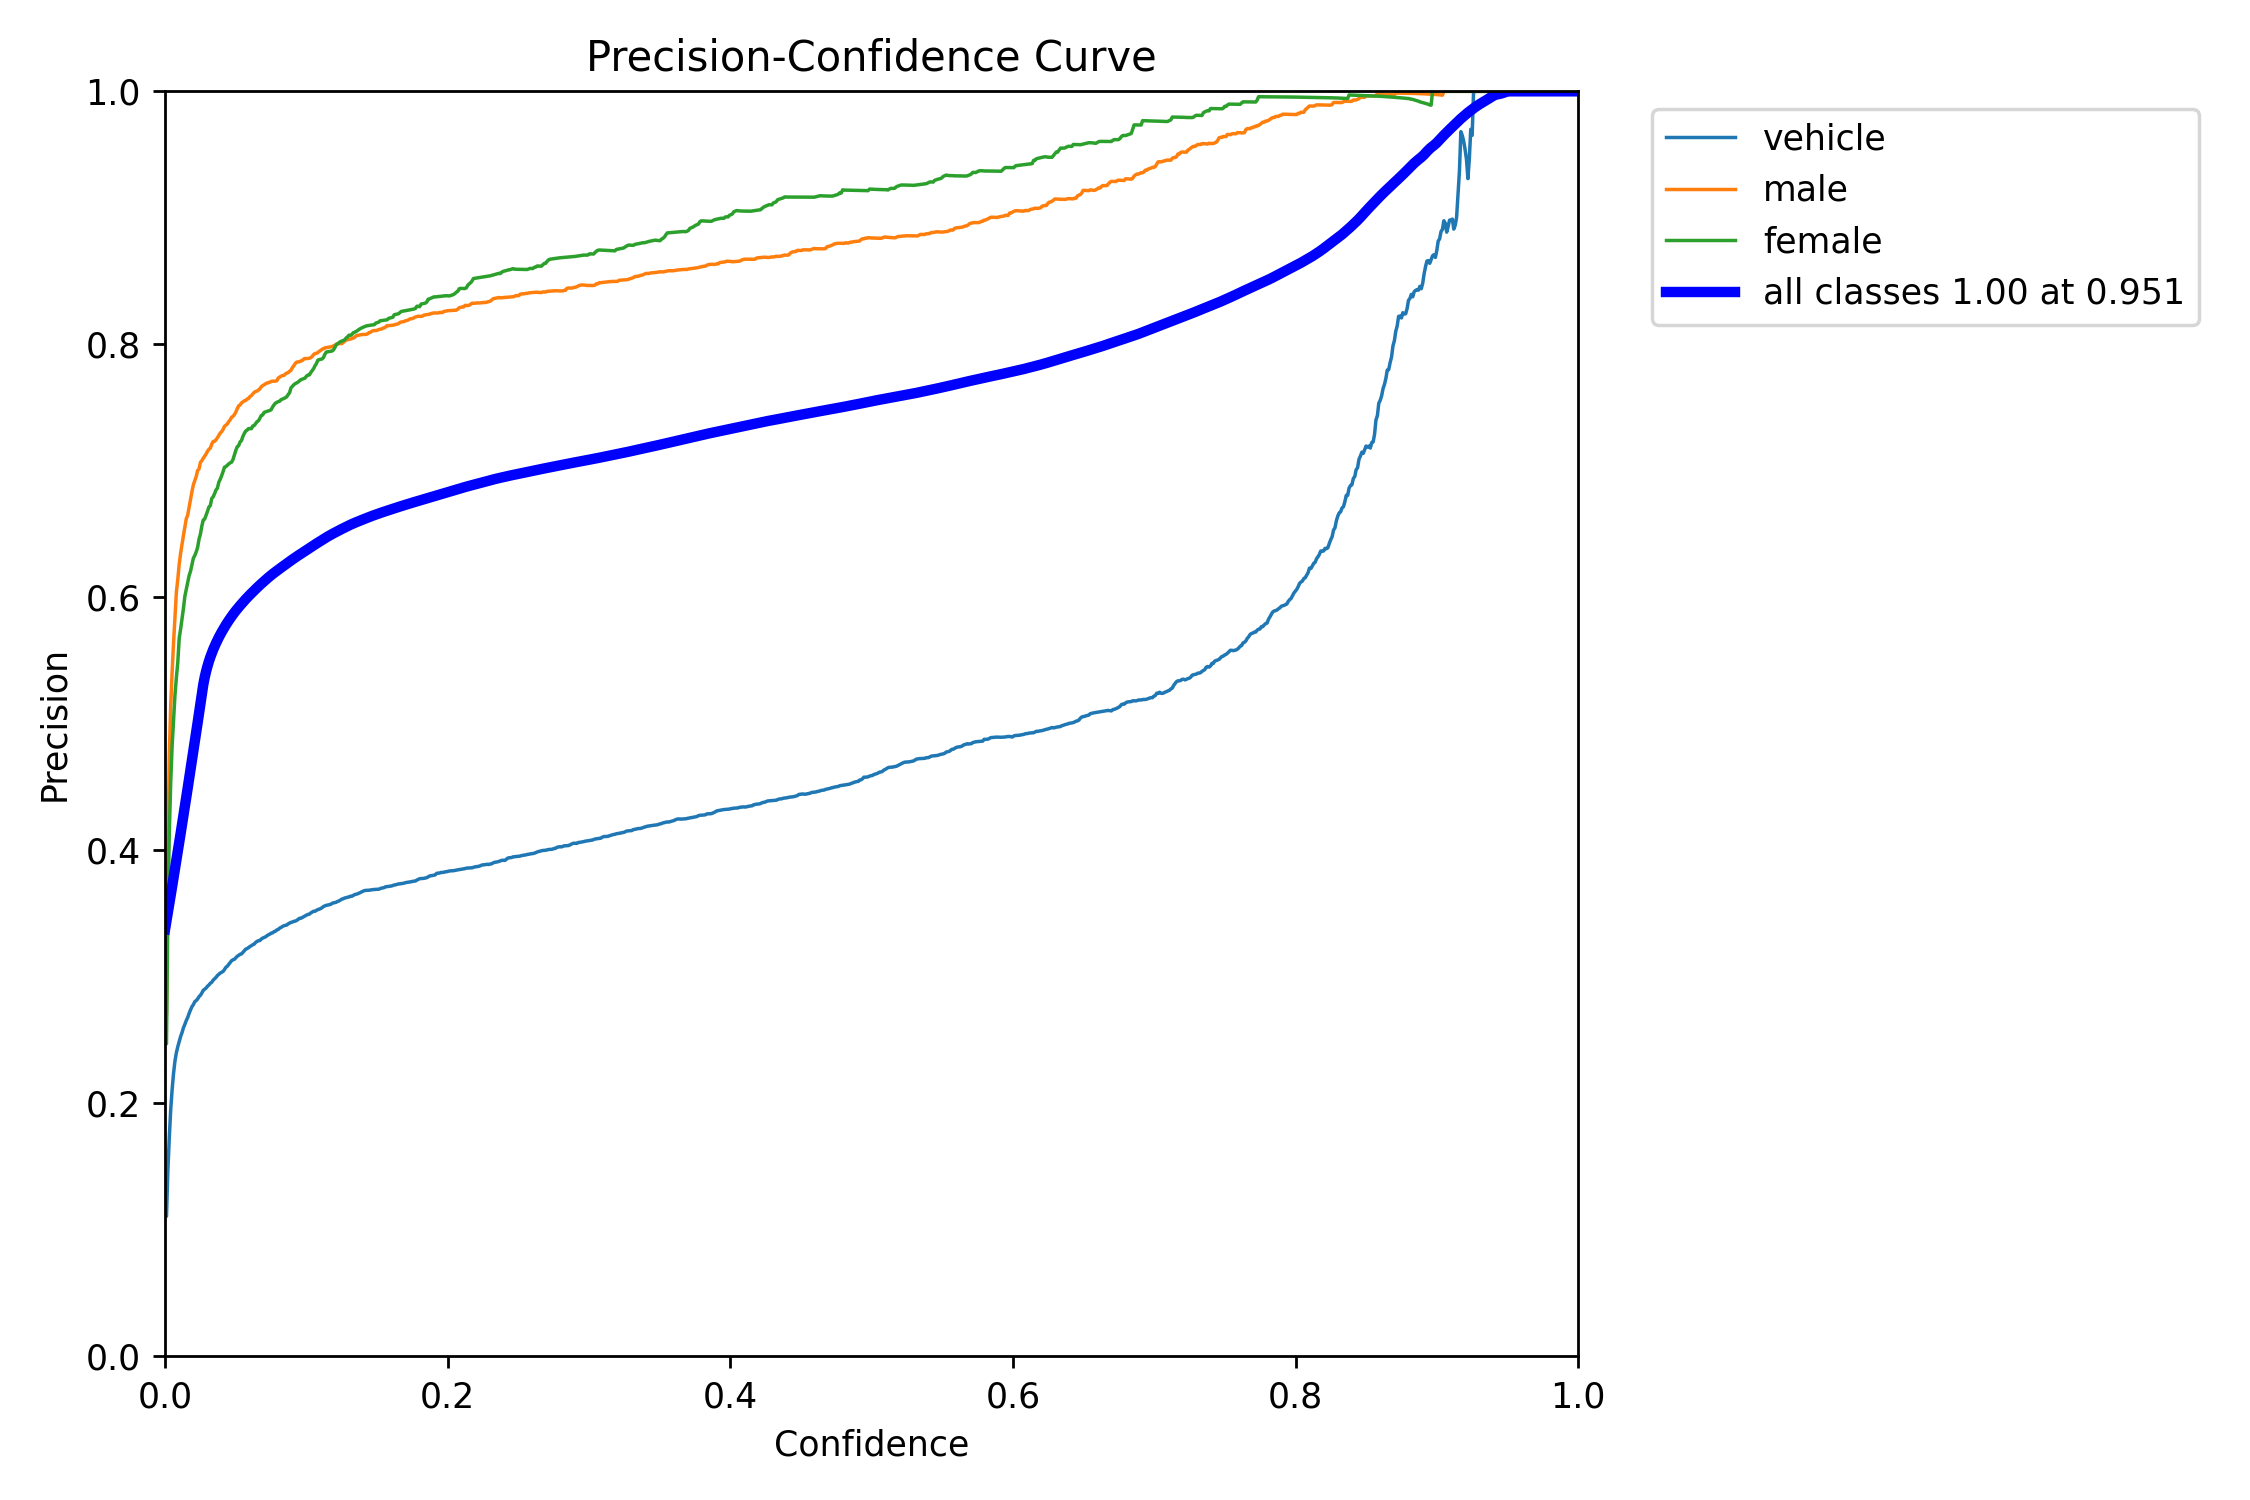 Precision-Confidence Curve
1.0
0.8
0.6
0.4
0.2
0.0
Precision
0.0 0.2 0.4 0.6 0.8 1.0
Confidence
vehicle
male
female
all classes 1.00 at 0.951